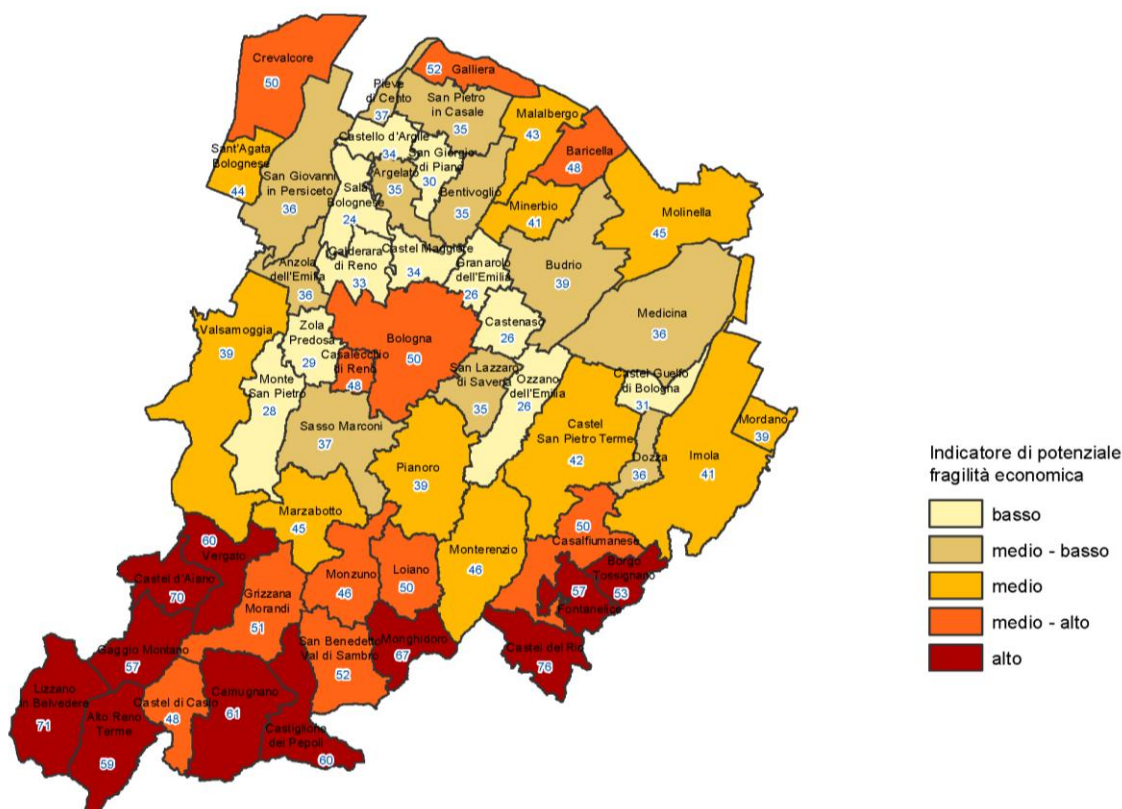 Crevalcore
50
52
Galliera
Pieve
di Cento
37
San Pietro
in Casale
35
Malalbergo
43
Baricella
48
Sant'Agata
Bolognese
44
San Giovanni
in Persiceto
36
Castello d'Argile
34
San Giorgio
di Piano
30
Argelato
35
Sala
Bolognese
24
Bentivoglio
35
Minerbio
41
Molinella
45
Anzola
dell'Emilia
36
Calderara
di Reno
33
Castel Maggiore
34
Granarolo
dell'Emilia
26
Budrio
39
Medicina
36
Valsamoggia
39
Zola
Predosa
29
Bologna
50
Castenaso
26
Casalecchio
di Reno
48
Monte
San Pietro
28
San Lazzaro
di Savena
35
Ozzano
dell'Emilia
26
Castel Guelfo
di Bologna
31
Sasso Marconi
37
Castel
San Pietro Terme
42
Dozza
36
Imola
41
Mordano
39
Pianoro
39
Marzabotto
45
Monterenzio
46
50
Casalfiumanese
60
Vergato
Castel d'Aiano
70
Grizzana
Morandi
51
Monzuno
46
Loiano
50
Borgo
Tossignano
53
57
Fontanelice
Gaggio Montano
57
San Benedetto
Val di Sambro
52
Monghidoro
67
Castel del Rio
76
Lizzano
in Belvedere
71
Alto Reno
Terme
59
Castel di Casio
48
Camugnano
61
Castiglione
dei Pepoli
60
Indicatore di potenziale
fragilità economica
basso
medio - basso
medio
medio - alto
alto